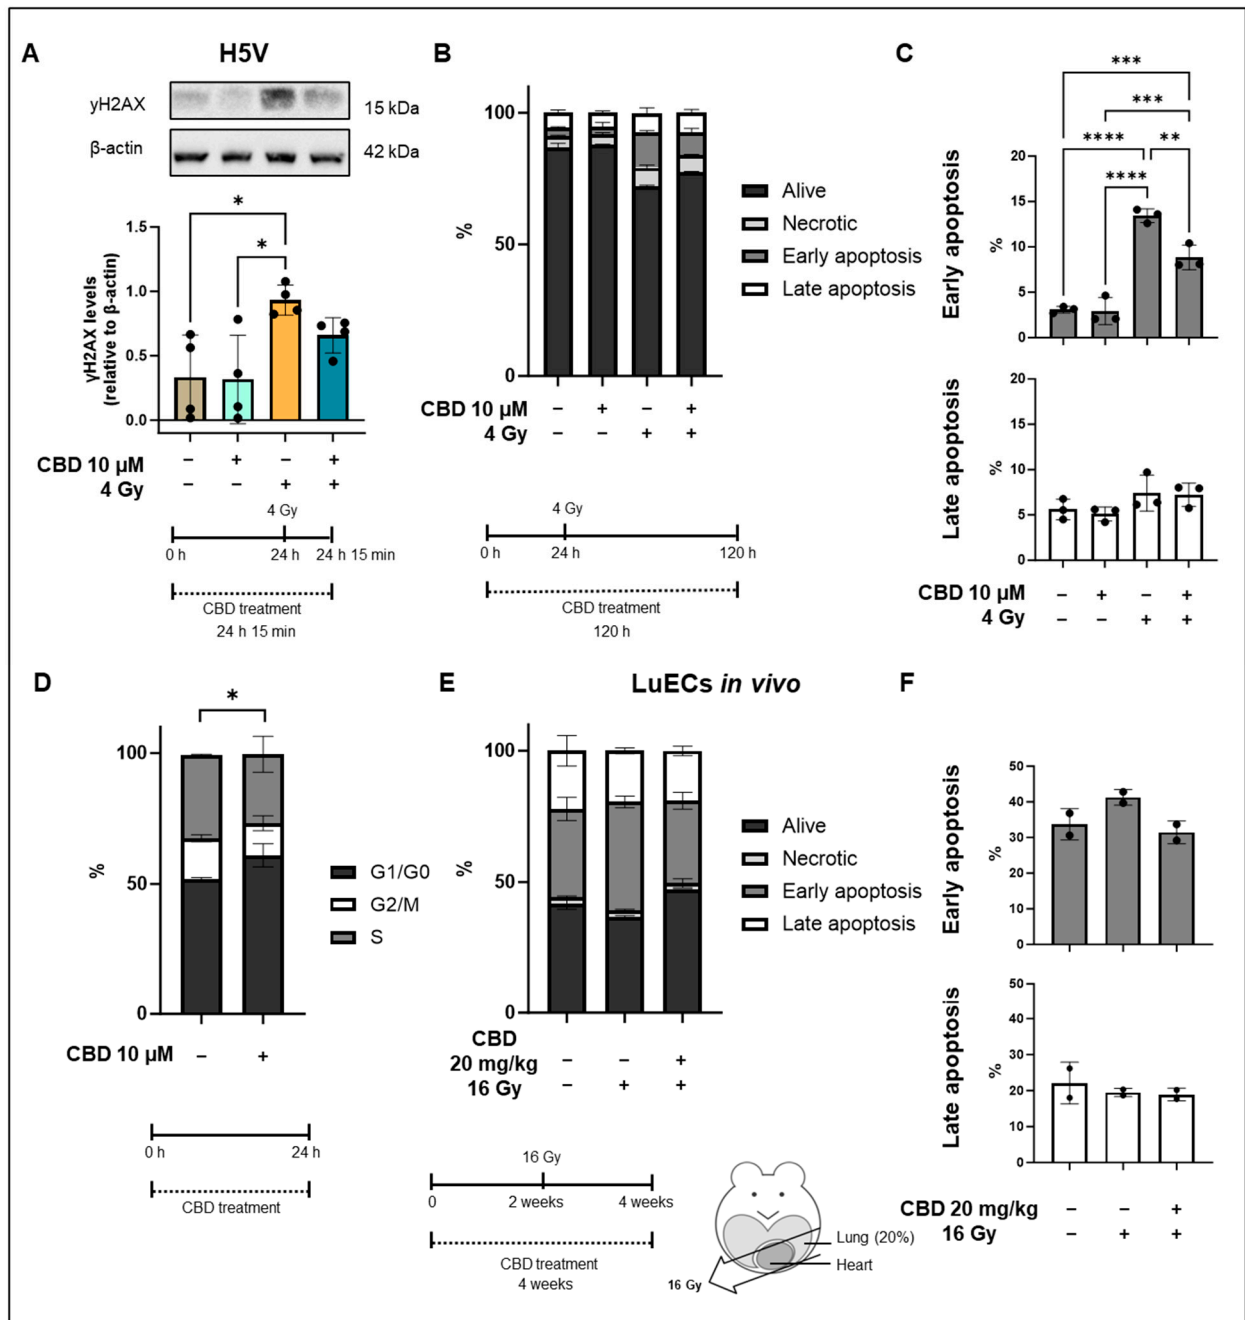 A
H5V
γH2AX
15 kDa
β-actin
42 kDa
*
*
γH2AX levels
(relative to β-actin)
1.5
1.0
0.5
0.0
CBD 10 µM – + – +
4 Gy – – + +
4 Gy
0 h 24 h 24 h 15 min
CBD treatment
24 h 15 min
B
%
100
50
0
Alive
Necrotic
Early apoptosis
Late apoptosis
CBD 10 µM – + – +
4 Gy – – + +
4 Gy
0 h 24 h 120 h
CBD treatment
120 h
C
***
***
**** **
****
Early apoptosis
%
20
15
10
5
0
Late apoptosis
%
20
15
10
5
0
CBD 10 µM – + – +
4 Gy – – + +
D
*
%
100
50
0
G1/G0
G2/M
S
CBD 10 µM – +
0 h 24 h
CBD treatment
E
LuECs in vivo
%
100
50
0
Alive
Necrotic
Early apoptosis
Late apoptosis
CBD
20 mg/kg – – +
16 Gy – + +
16 Gy
0 2 weeks 4 weeks
CBD treatment
4 weeks
Lung (20%)
Heart
16 Gy
F
Early apoptosis
%
50
40
30
40
10
0
Late apoptosis
%
50
40
30
20
10
0
CBD 20 mg/kg – – +
16 Gy – + +